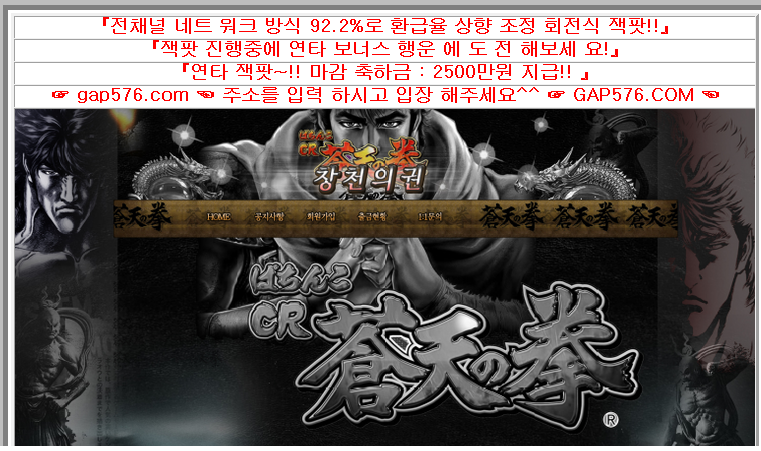 『전채널 네트 워크 방식 92.2%로 환급율 상향 조정 회전식 잭팟!!』
『잭팟 진행중에 연타 보너스 행운 에 도 전 해보세 요!』
『연타 잭팟~!! 마감 축하금 : 2500만원 지급!! 』
☞ gap576.com ☜ 주소를 입력 하시고 입장 해주세요^^ ☞ GAP576.COM ☜
ぱちんこ
CR 蒼天の拳
창천의권
蒼天の拳 HOME 공지사항 회원가입 출금현황 1:1문의 蒼天の拳 蒼天の拳 蒼天の拳
ぱちんこ
CR
蒼天の拳®